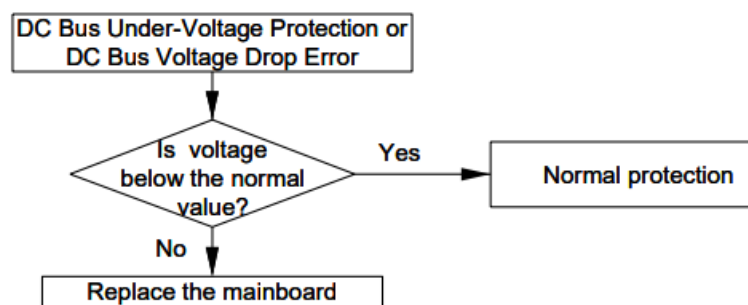 DC Bus Under-Voltage Protection or
DC Bus Voltage Drop Error
Is voltage
below the normal
value?
Yes
Normal protection
No
Replace the mainboard